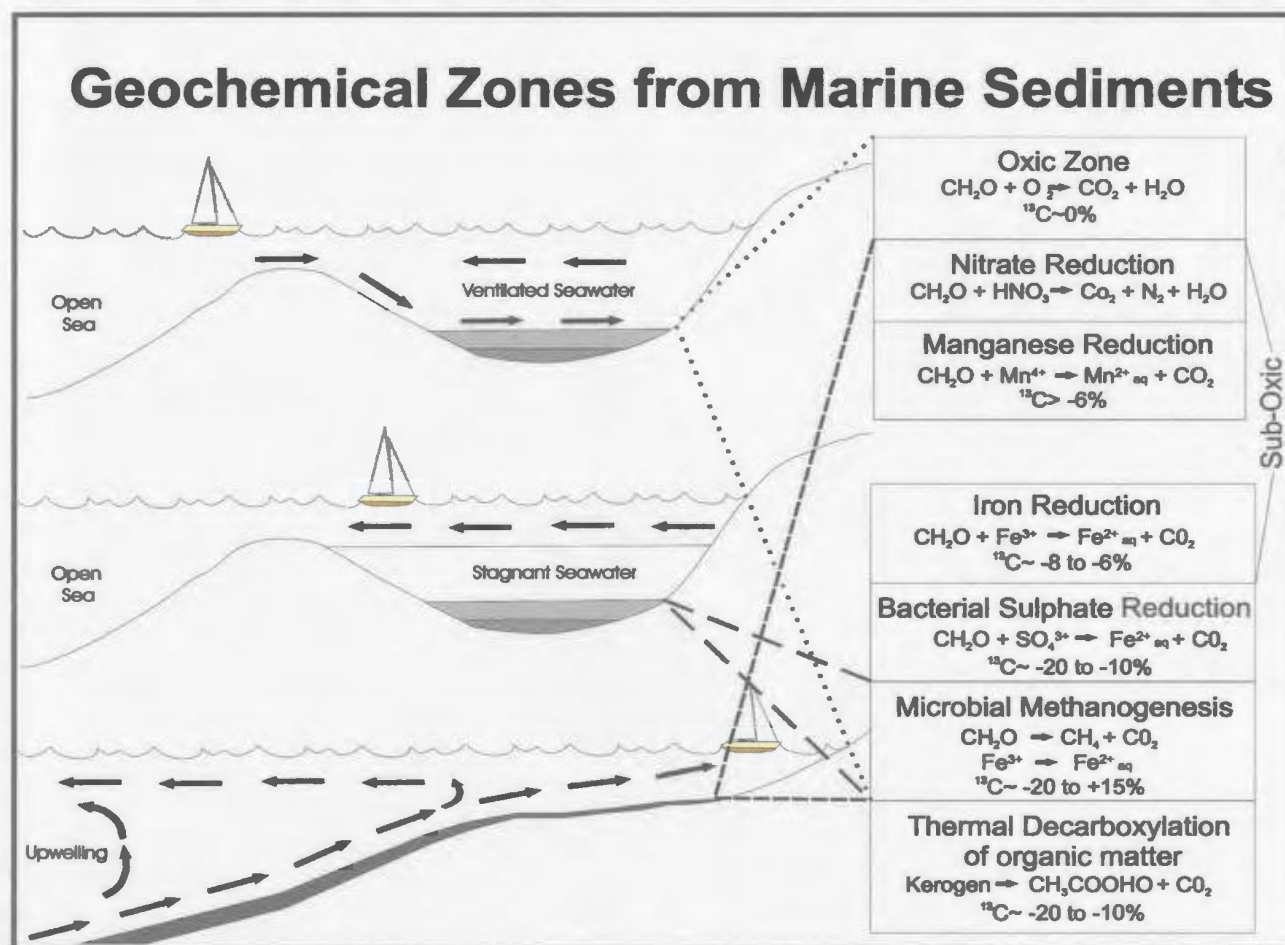 Geochemical Zones from Marine Sediments
Open
Sea
Ventilated Seawater
Open
Sea
Stagnant Seawater
Upwelling
Oxic Zone
CH₂O + O₂→ CO₂ + H₂O
¹³C~0%
Nitrate Reduction
CH₂O + HNO₃→ Co₂ + N₂ + H₂O
Manganese Reduction
CH₂O + Mn⁴⁺ → Mn²⁺ aq + CO₂
¹³C> -6%
Iron Reduction
CH₂O + Fe³⁺ → Fe²⁺ aq + C0₂
¹³C~ -8 to -6%
Bacterial Sulphate Reduction
CH₂O + SO₄³⁺ → Fe²⁺ aq + C0₂
¹³C~ -20 to -10%
Microbial Methanogenesis
CH₂O → CH₄ + C0₂
Fe³⁺ → Fe²⁺ aq
¹³C~ -20 to +15%
Thermal Decarboxylation
of organic matter
Kerogen → CH₃COOHO + C0₂
¹³C~ -20 to -10%
Sub-Oxic